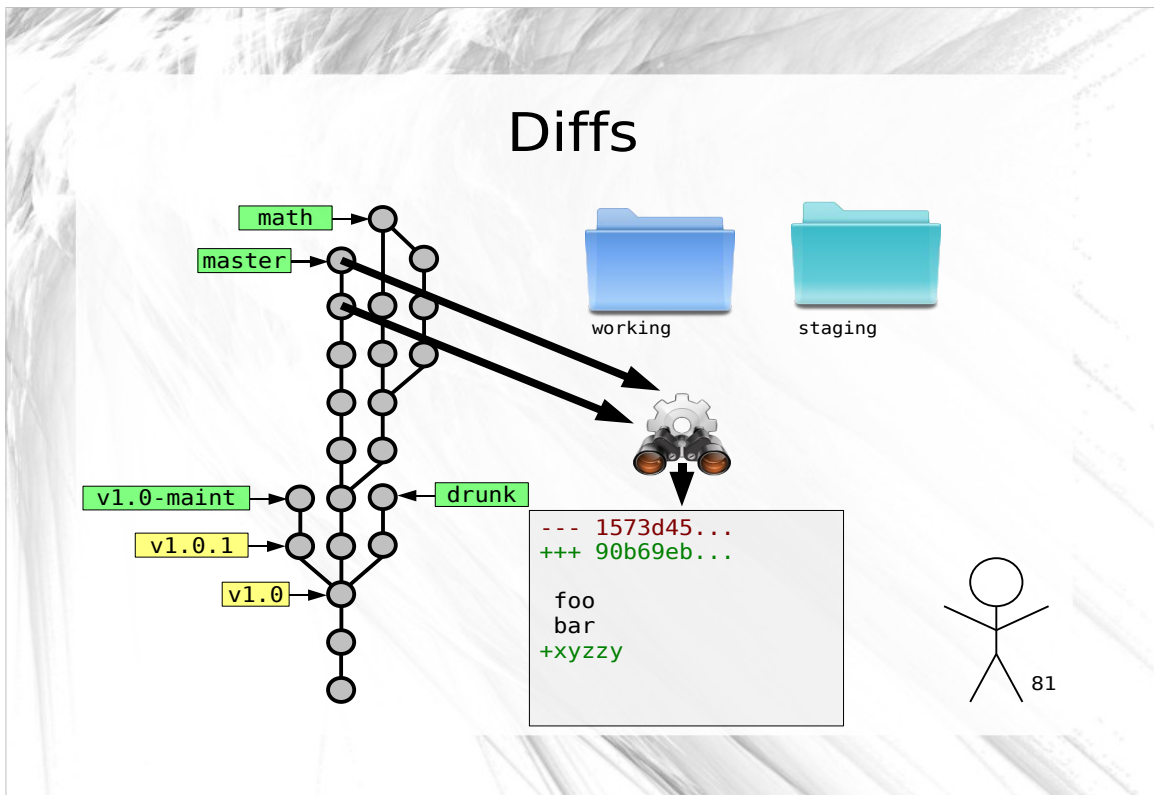 Diffs
math
master
working
staging
v1.0-maint
drunk
v1.0.1
v1.0
--- 1573d45...
+++ 90b69eb...
 foo
 bar
+xyzzy
81